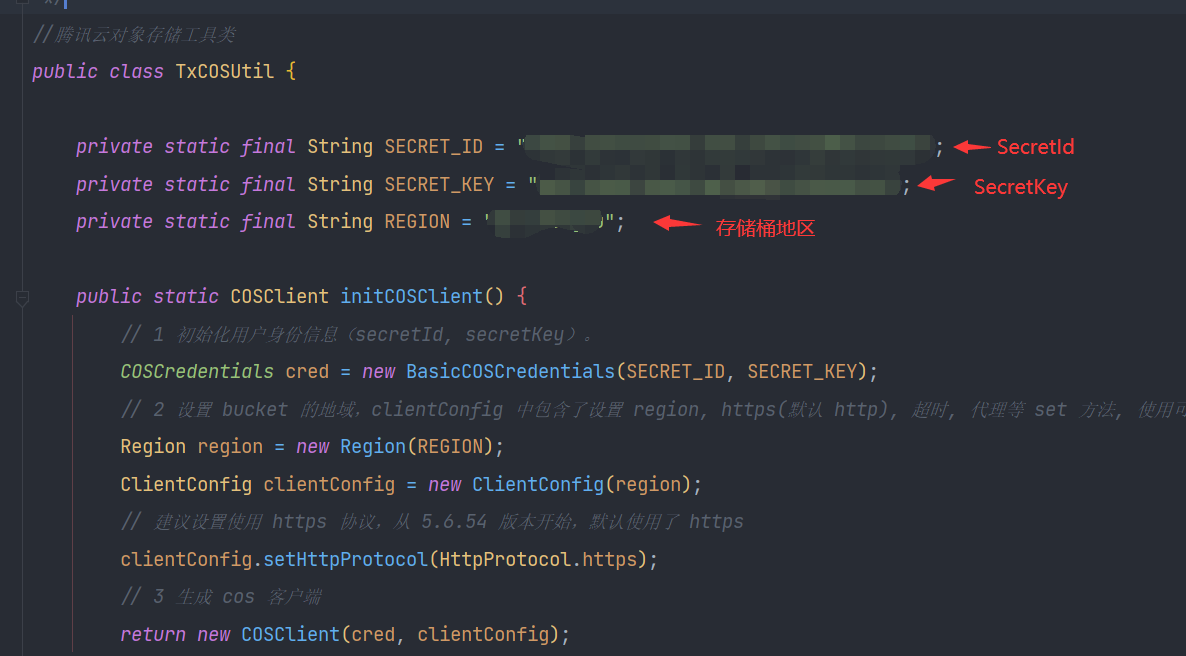 //腾讯云对象存储工具类
public class TxCOSUtil {
private static final String SECRET_ID = " ; SecretId
private static final String SECRET_KEY = " ; SecretKey
private static final String REGION = " "; 存储桶地区
public static COSClient initCOSClient() {
// 1 初始化用户身份信息（secretId, secretKey）。
COSCredentials cred = new BasicCOSCredentials(SECRET_ID, SECRET_KEY);
// 2 设置 bucket 的地域，clientConfig 中包含了设置 region, https(默认 http), 超时, 代理等 set 方法, 使用
Region region = new Region(REGION);
ClientConfig clientConfig = new ClientConfig(region);
// 建议设置使用 https 协议，从 5.6.54 版本开始，默认使用了 https
clientConfig.setHttpProtocol(HttpProtocol.https);
// 3 生成 cos 客户端
return new COSClient(cred, clientConfig);